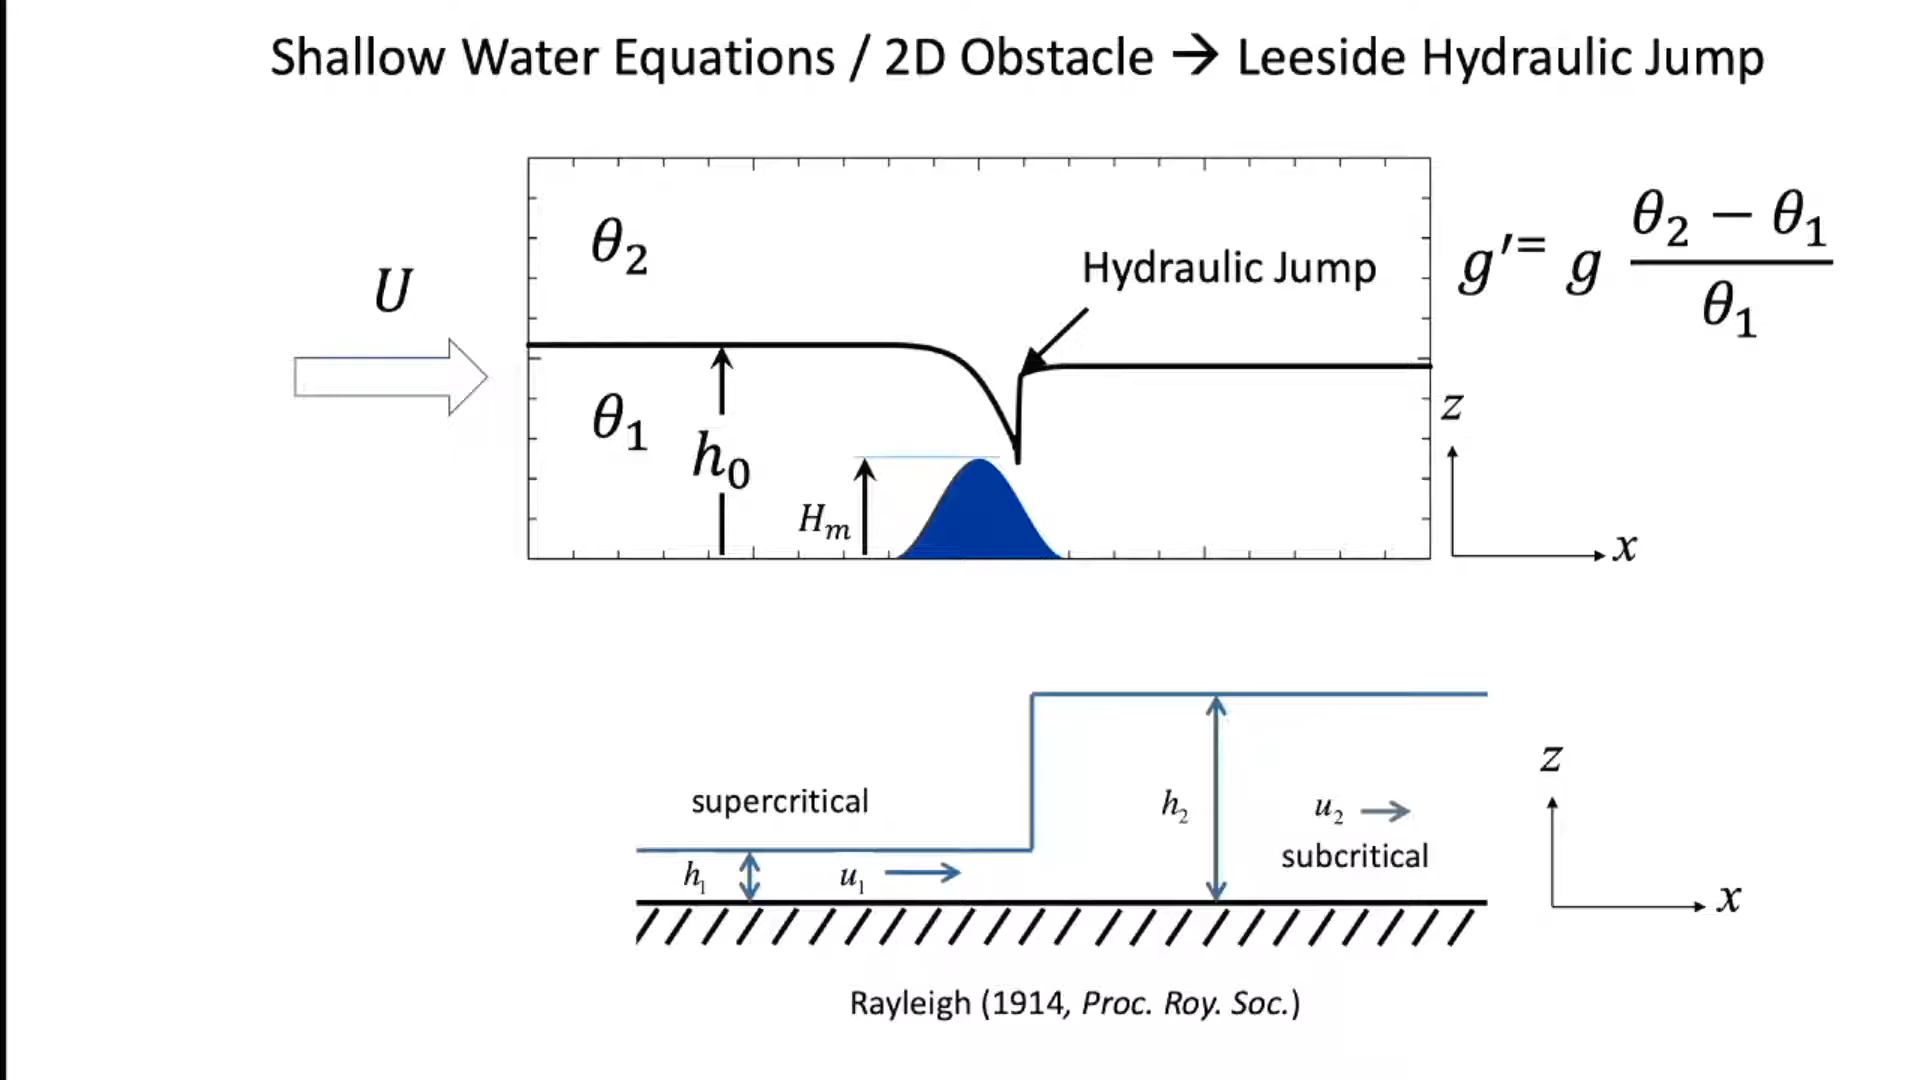 Shallow Water Equations / 2D Obstacle → Leeside Hydraulic Jump
θ₂
U
Hydraulic Jump
g′= g (θ₂ − θ₁) / θ₁
θ₁
h₀
Hₘ
z
x
supercritical
h₁
u₁
h₂
u₂
subcritical
z
x
Rayleigh (1914, Proc. Roy. Soc.)